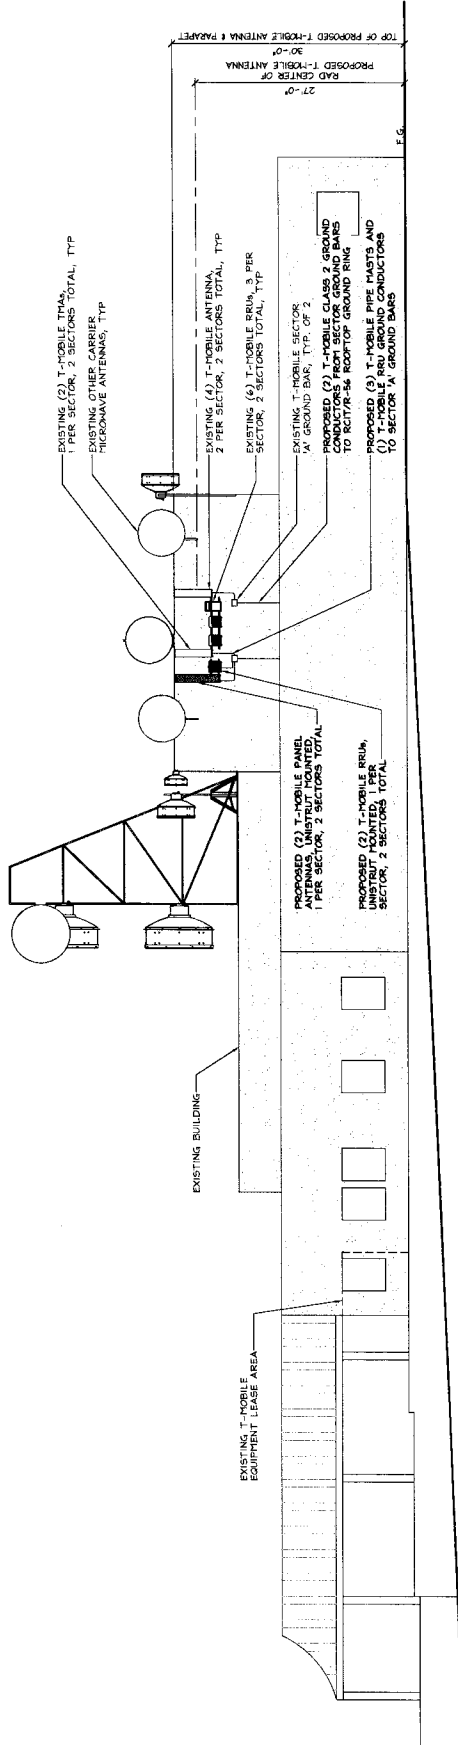 TOP OF PROPOSED T-MOBILE ANTENNA & PARAPET
30'-0"
PROPOSED T-MOBILE ANTENNA
RAD CENTER OF
27'-0"
F.G.
EXISTING (2) T-MOBILE TMAs,
1 PER SECTOR, 2 SECTORS TOTAL, TYP
EXISTING OTHER CARRIER
MICROWAVE ANTENNAS, TYP
EXISTING (4) T-MOBILE ANTENNA,
2 PER SECTOR, 2 SECTORS TOTAL, TYP
EXISTING (6) T-MOBILE RRUs, 3 PER
SECTOR, 2 SECTORS TOTAL, TYP
EXISTING T-MOBILE SECTOR
'A' GROUND BAR, TYP. OF 2
PROPOSED (2) T-MOBILE CLASS 2 GROUND
CONDUCTORS FROM SECTOR GROUND BARS
TO RCIT/R-56 ROOFTOP GROUND RING
PROPOSED (3) T-MOBILE PIPE MASTS AND
(1) T-MOBILE RRU GROUND CONDUCTORS
TO SECTOR 'A' GROUND BARS
PROPOSED (2) T-MOBILE PANEL
ANTENNAS, UNISTRUT MOUNTED,
1 PER SECTOR, 2 SECTORS TOTAL
PROPOSED (2) T-MOBILE RRUs,
UNISTRUT MOUNTED, 1 PER
SECTOR, 2 SECTORS TOTAL
EXISTING BUILDING
EXISTING T-MOBILE
EQUIPMENT LEASE AREA